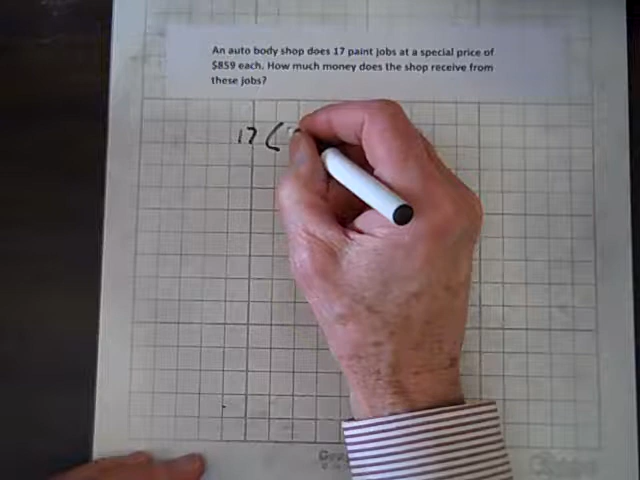 An auto body shop does 17 paint jobs at a special price of
$859 each. How much money does the shop receive from
these jobs?
17 (